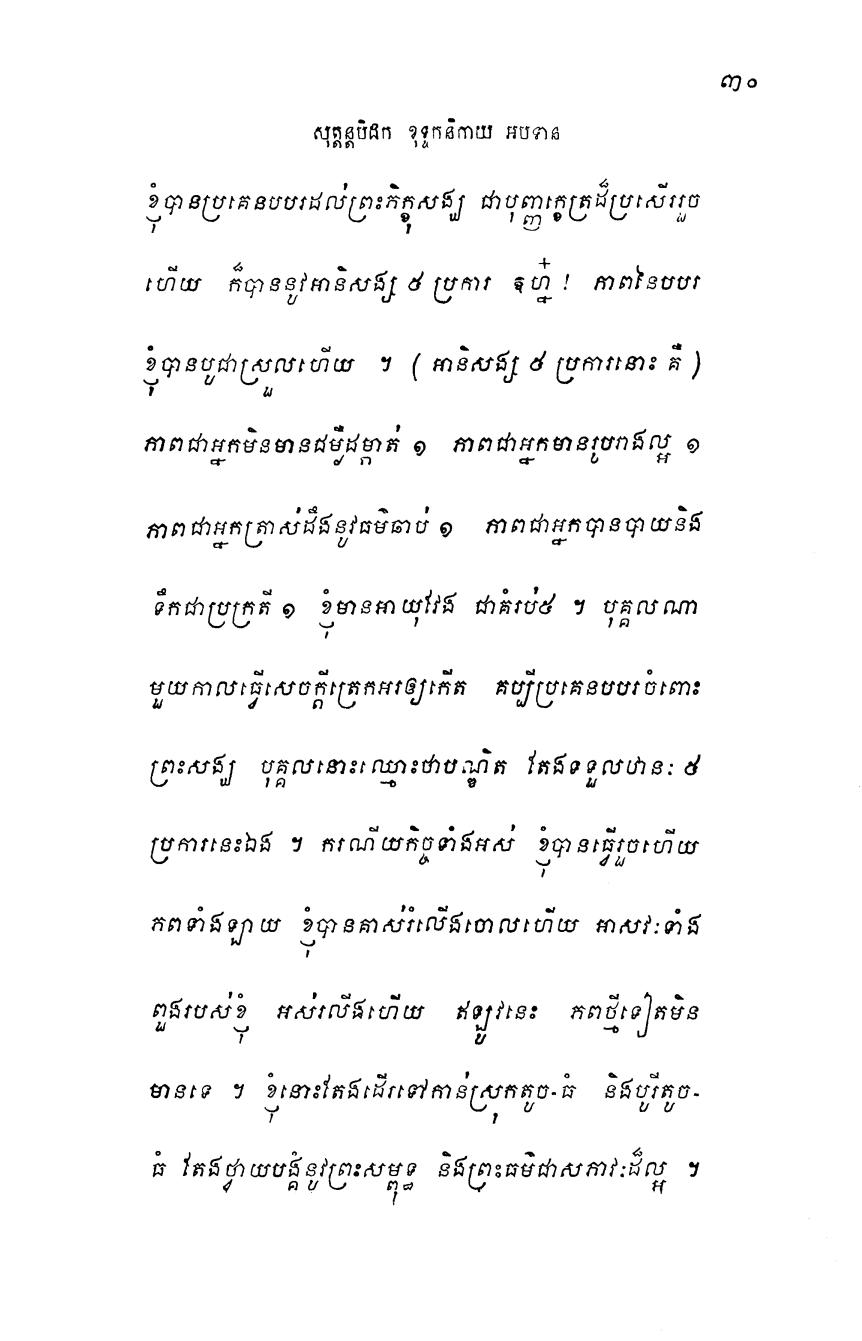 ៣០
សុត្តន្តបិដក ខុទ្ទកនិកាយ អបទាន
ខ្ញុំបានប្រគេនបបរដល់ព្រះភិក្ខុសង្ឃ ជាបុញ្ញក្ខេត្រដ៏ប្រសើររួច
ហើយ ក៏បាននូវអានិសង្ស ៥ ប្រការ ឱហ្ន៎ ! ភាពនៃបបរ
ខ្ញុំបានបូជាស្រួលហើយ ។ ( អានិសង្ស ៥ ប្រការនោះ គឺ )
ភាពជាអ្នកមិនមានជម្ងឺដម្កាត់ ១ ភាពជាអ្នកមានរូបរាងល្អ ១
ភាពជាអ្នកត្រាស់ដឹងនូវធម៌ឆាប់ ១ ភាពជាអ្នកបានបាយនិង
ទឹកជាប្រក្រតី ១ ខ្ញុំមានអាយុវែង ជាគំរប់៥ ។ បុគ្គលណា
មួយកាលធ្វើសេចក្តីត្រេកអរឲ្យកើត គប្បីប្រគេនបបរចំពោះ
ព្រះសង្ឃ បុគ្គលនោះឈ្មោះថាបណ្ឌិត តែងទទួលឋានៈ ៥
ប្រការនេះឯង ។ ករណីយកិច្ចទាំងអស់ ខ្ញុំបានធ្វើរួចហើយ
ភពទាំងឡាយ ខ្ញុំបានគាស់រំលើងចោលហើយ អាសវៈទាំង
ពួងរបស់ខ្ញុំ អស់រលីងហើយ ឥឡូវនេះ ភពថ្មីទៀតមិន
មានទេ ។ ខ្ញុំនោះតែងដើរទៅកាន់ស្រុកតូច-ធំ និងបូរីតូច-
ធំ តែងថ្វាយបង្គំនូវព្រះសម្ពុទ្ធ និងព្រះធម៌ជាសភាវៈដ៏ល្អ ។